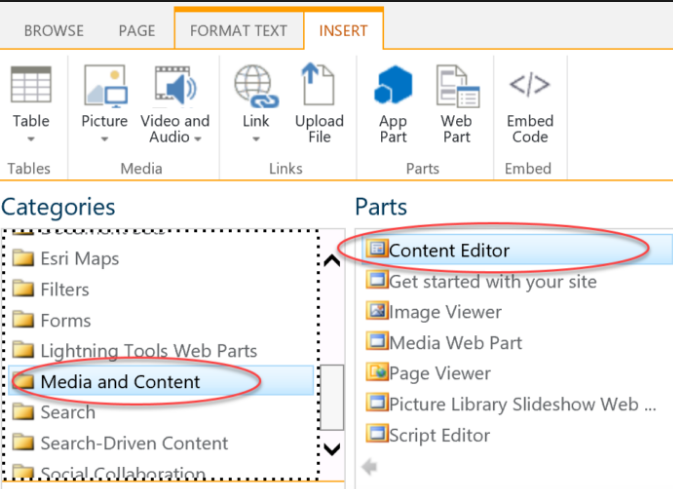 BROWSE PAGE FORMAT TEXT INSERT
Table Picture Video and Audio Link Upload File App Part Web Part Embed Code
Tables Media Links Parts Embed
Categories
Esri Maps
Filters
Forms
Lightning Tools Web Parts
Media and Content
Search
Search-Driven Content
Social Collaboration
Parts
Content Editor
Get started with your site
Image Viewer
Media Web Part
Page Viewer
Picture Library Slideshow Web ...
Script Editor